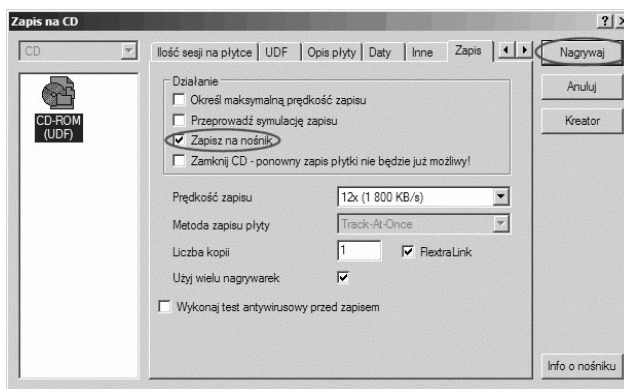 Zapis na CD
CD
CD-ROM
(UDF)
Ilość sesji na płytce
UDF
Opis płyty
Daty
Inne
Zapis
Działanie
Określ maksymalną prędkość zapisu
Przeprowadź symulację zapisu
Zapisz na nośnik
Zamknij CD - ponowny zapis płytki nie będzie już możliwy!
Prędkość zapisu
12x (1 800 KB/s)
Metoda zapisu płyty
Track-At-Once
Liczba kopii
1
FlextraLink
Użyj wielu nagrywarek
Wykonaj test antywirusowy przed zapisem
Nagrywaj
Anuluj
Kreator
Info o nośniku